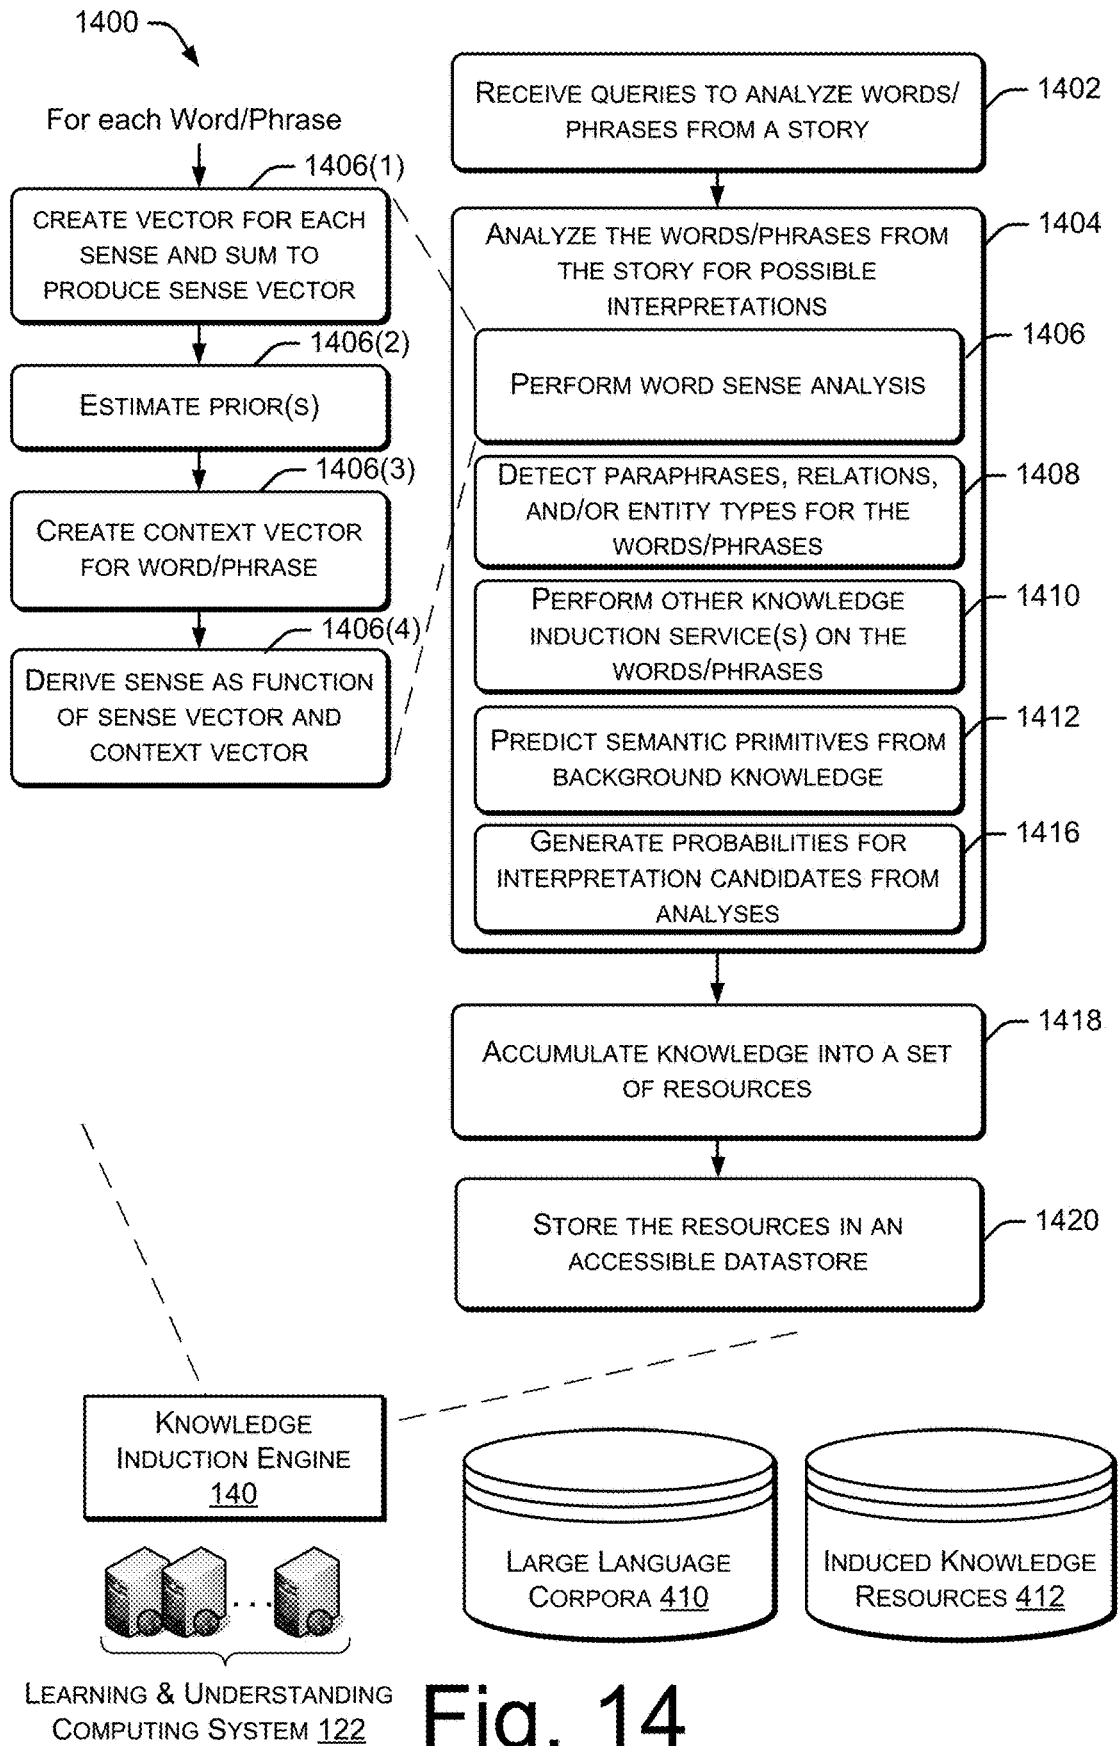 1400
For each Word/Phrase
1406(1)
CREATE VECTOR FOR EACH
SENSE AND SUM TO
PRODUCE SENSE VECTOR
1406(2)
ESTIMATE PRIOR(S)
1406(3)
CREATE CONTEXT VECTOR
FOR WORD/PHRASE
1406(4)
DERIVE SENSE AS FUNCTION
OF SENSE VECTOR AND
CONTEXT VECTOR
RECEIVE QUERIES TO ANALYZE WORDS/
PHRASES FROM A STORY
1402
ANALYZE THE WORDS/PHRASES FROM
THE STORY FOR POSSIBLE
INTERPRETATIONS
1404
PERFORM WORD SENSE ANALYSIS
1406
DETECT PARAPHRASES, RELATIONS,
AND/OR ENTITY TYPES FOR THE
WORDS/PHRASES
1408
PERFORM OTHER KNOWLEDGE
INDUCTION SERVICE(S) ON THE
WORDS/PHRASES
1410
PREDICT SEMANTIC PRIMITIVES FROM
BACKGROUND KNOWLEDGE
1412
GENERATE PROBABILITIES FOR
INTERPRETATION CANDIDATES FROM
ANALYSES
1416
ACCUMULATE KNOWLEDGE INTO A SET
OF RESOURCES
1418
STORE THE RESOURCES IN AN
ACCESSIBLE DATASTORE
1420
KNOWLEDGE
INDUCTION ENGINE
140
LARGE LANGUAGE
CORPORA 410
INDUCED KNOWLEDGE
RESOURCES 412
...
LEARNING & UNDERSTANDING
COMPUTING SYSTEM 122
Fig. 14